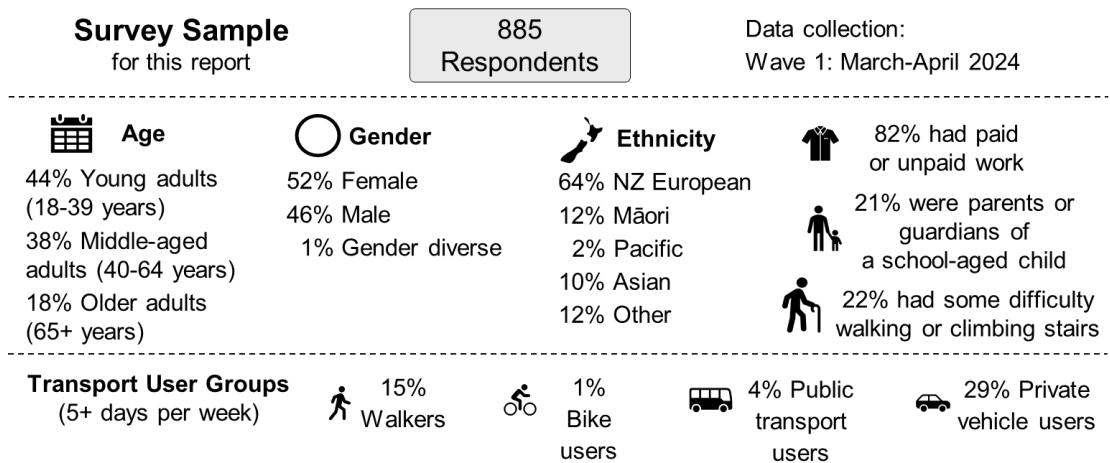 Survey Sample
for this report
885
Respondents
Data collection:
Wave 1: March-April 2024
Age
44% Young adults
(18-39 years)
38% Middle-aged
adults (40-64 years)
18% Older adults
(65+ years)
Gender
52% Female
46% Male
1% Gender diverse
Ethnicity
64% NZ European
12% Māori
2% Pacific
10% Asian
12% Other
82% had paid
or unpaid work
21% were parents or
guardians of
a school-aged child
22% had some difficulty
walking or climbing stairs
Transport User Groups
(5+ days per week)
15%
Walkers
1%
Bike
users
4% Public
transport
users
29% Private
vehicle users